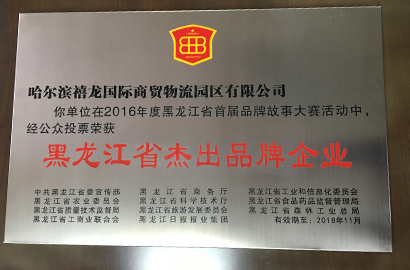 哈尔滨禧龙国际商贸物流园区有限公司
你单位在2016年度黑龙江省首届品牌故事大赛活动中，
经公众投票荣获
黑龙江省杰出品牌企业
中共黑龙江省委宣传部 黑龙江省商务厅 黑龙江省工业和信息化委员会
黑龙江省农业委员会 黑龙江省科学技术厅 黑龙江省食品药品监督管理局
黑龙江省质量技术监督局 黑龙江省旅游发展委员会 黑龙江省森林工业总局
黑龙江省工商业联合会 黑龙江日报报业集团 有效期至：2018年11月